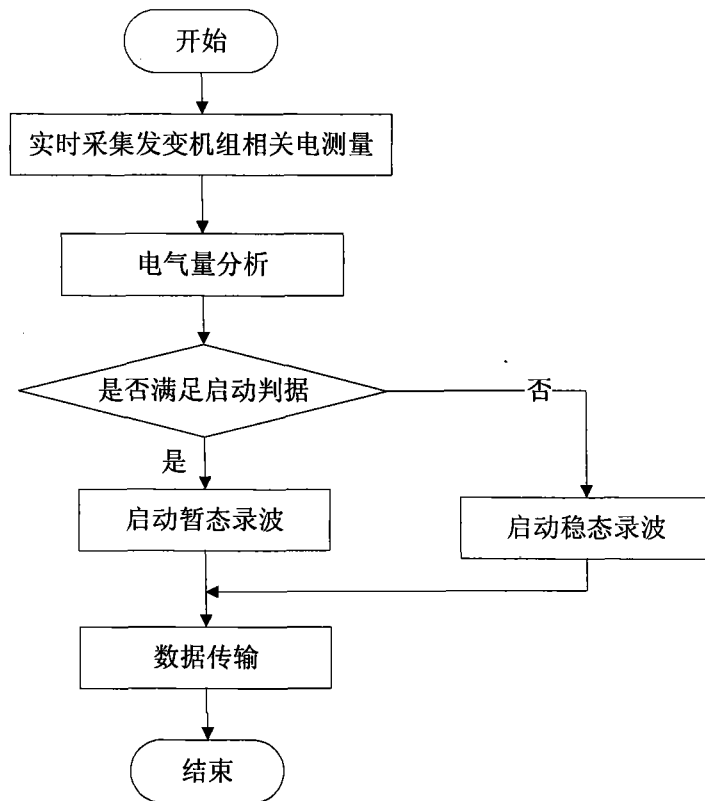 开始
实时采集发变机组相关电测量
电气量分析
是否满足启动判据
否
是
启动暂态录波
启动稳态录波
数据传输
结束